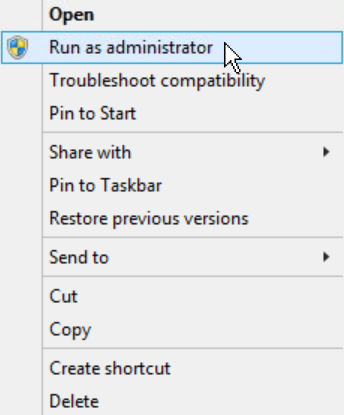 Open
Run as administrator
Troubleshoot compatibility
Pin to Start
Share with
Pin to Taskbar
Restore previous versions
Send to
Cut
Copy
Create shortcut
Delete